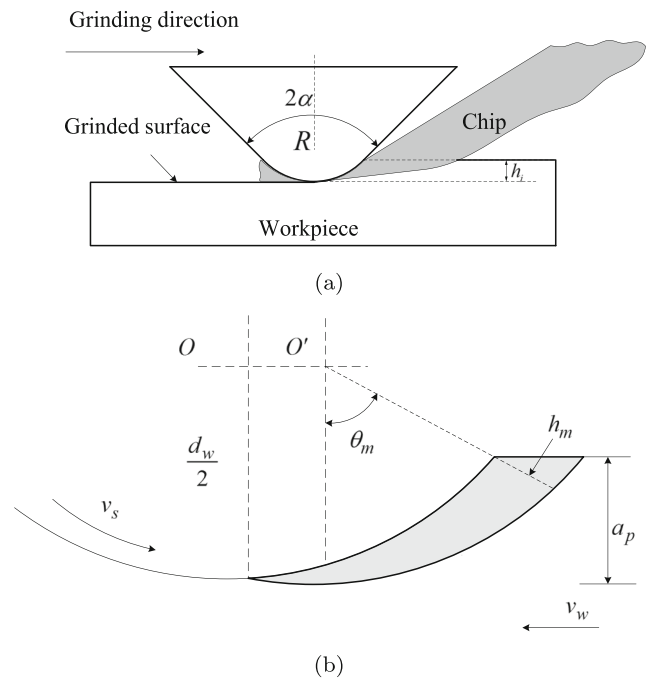 Grinding direction
2α
Grinded surface
R
Chip
h_i
Workpiece
(a)
O
O′
h_m
θ_m
d_w
2
v_s
a_p
v_w
(b)